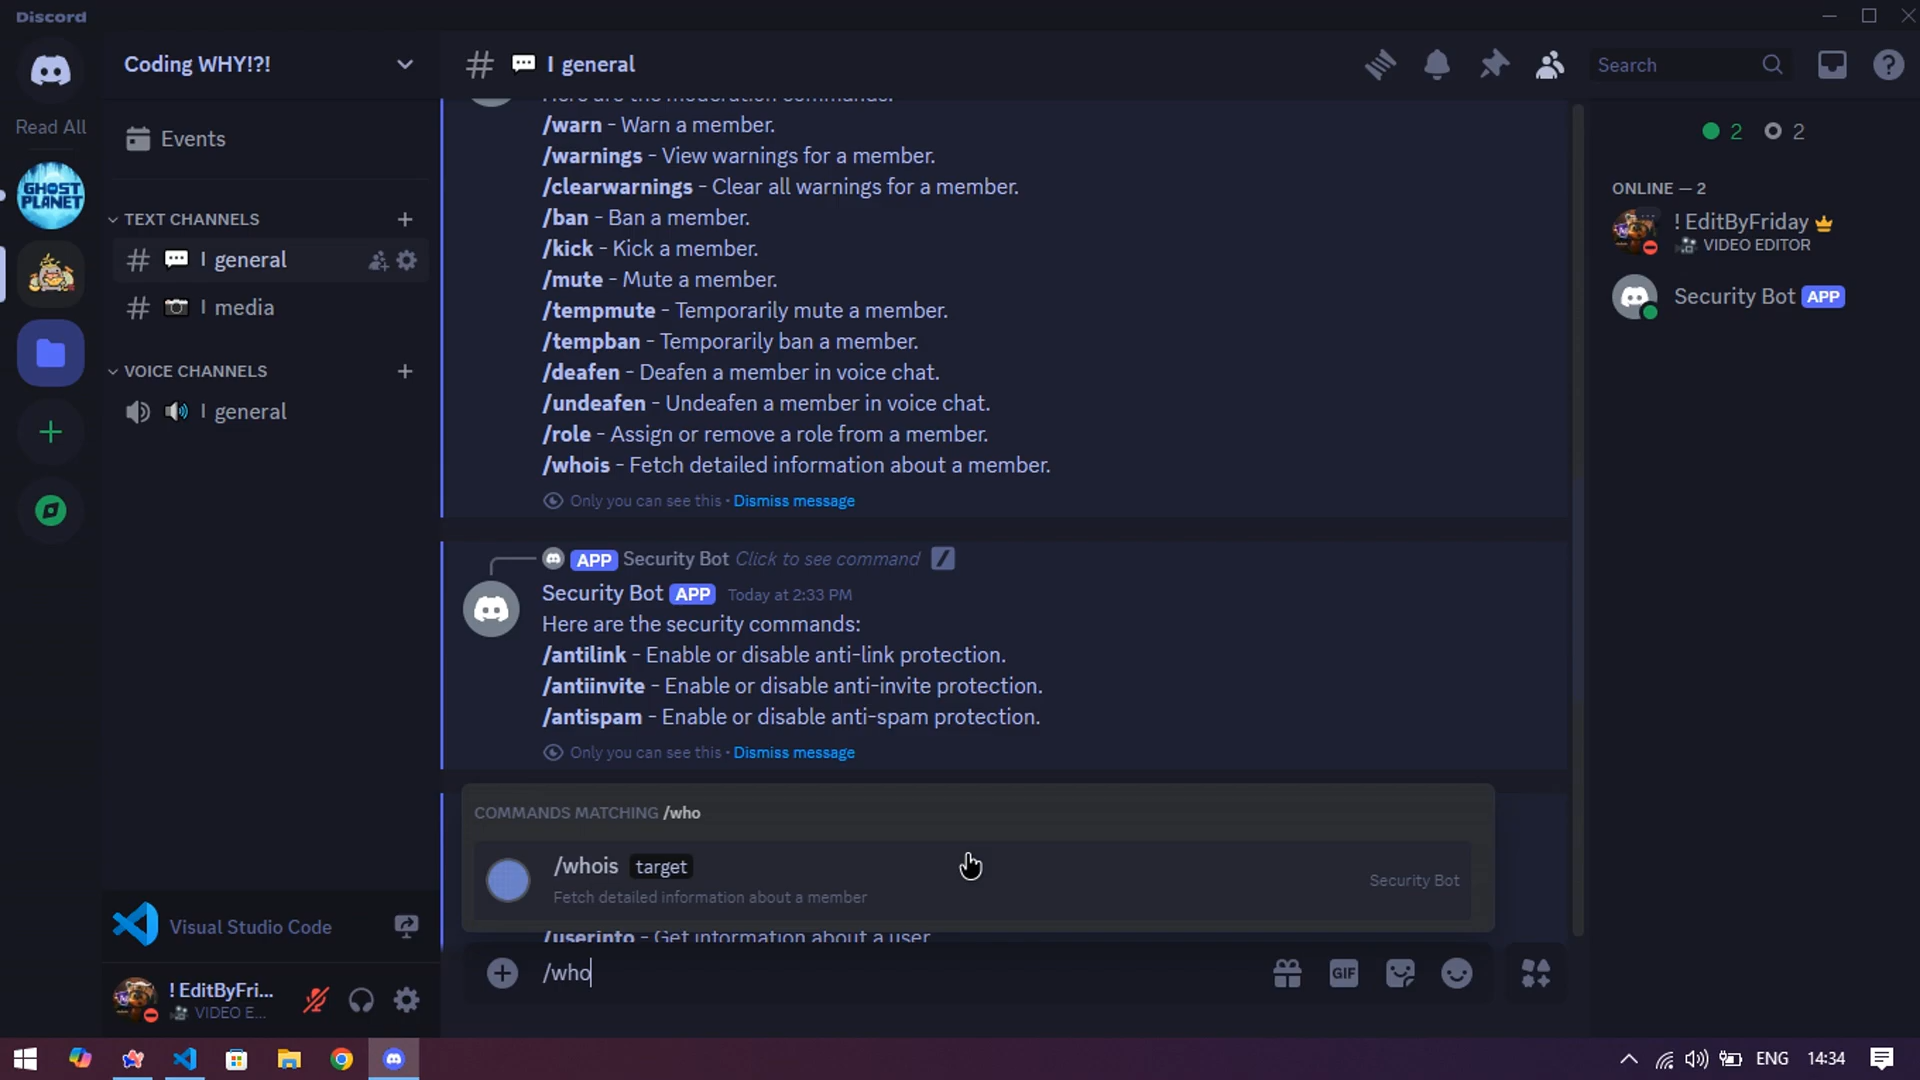 Discord
Read All
GHOST
PLANET
Coding WHY!?!
Events
TEXT CHANNELS
I general
I media
VOICE CHANNELS
I general
Visual Studio Code
! EditByFri...
VIDEO E...
I general
Search
Here are the moderation commands:
/warn - Warn a member.
/warnings - View warnings for a member.
/clearwarnings - Clear all warnings for a member.
/ban - Ban a member.
/kick - Kick a member.
/mute - Mute a member.
/tempmute - Temporarily mute a member.
/tempban - Temporarily ban a member.
/deafen - Deafen a member in voice chat.
/undeafen - Undeafen a member in voice chat.
/role - Assign or remove a role from a member.
/whois - Fetch detailed information about a member.
Only you can see this • Dismiss message
APP Security Bot Click to see command
Security Bot APP Today at 2:33 PM
Here are the security commands:
/antilink - Enable or disable anti-link protection.
/antiinvite - Enable or disable anti-invite protection.
/antispam - Enable or disable anti-spam protection.
Only you can see this • Dismiss message
COMMANDS MATCHING /who
/whois target
Fetch detailed information about a member
Security Bot
/userinfo - Get information about a user
/who
GIF
2 2
ONLINE — 2
! EditByFriday
VIDEO EDITOR
Security Bot APP
ENG 14:34